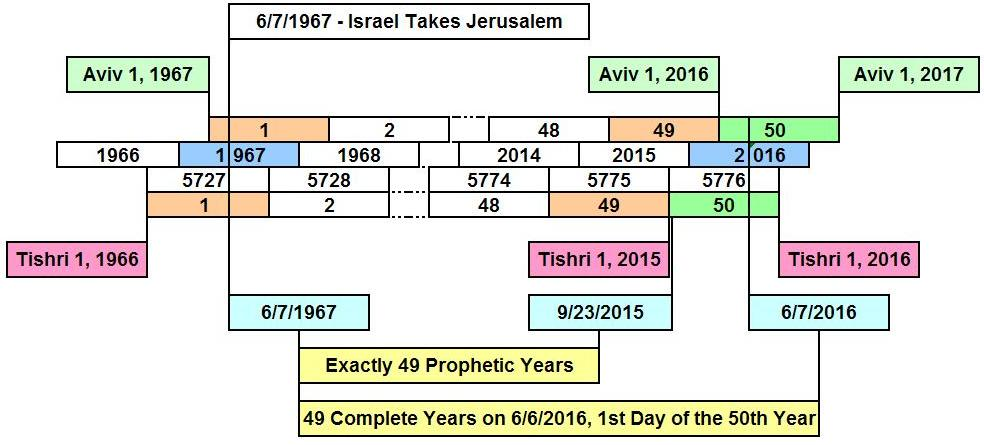 6/7/1967 - Israel Takes Jerusalem
Aviv 1, 1967 Aviv 1, 2016 Aviv 1, 2017
1 2 48 49 50
1966 1967 1968 2014 2015 2016
5727 5728 5774 5775 5776
1 2 48 49 50
Tishri 1, 1966 Tishri 1, 2015 Tishri 1, 2016
6/7/1967 9/23/2015 6/7/2016
Exactly 49 Prophetic Years
49 Complete Years on 6/6/2016, 1st Day of the 50th Year